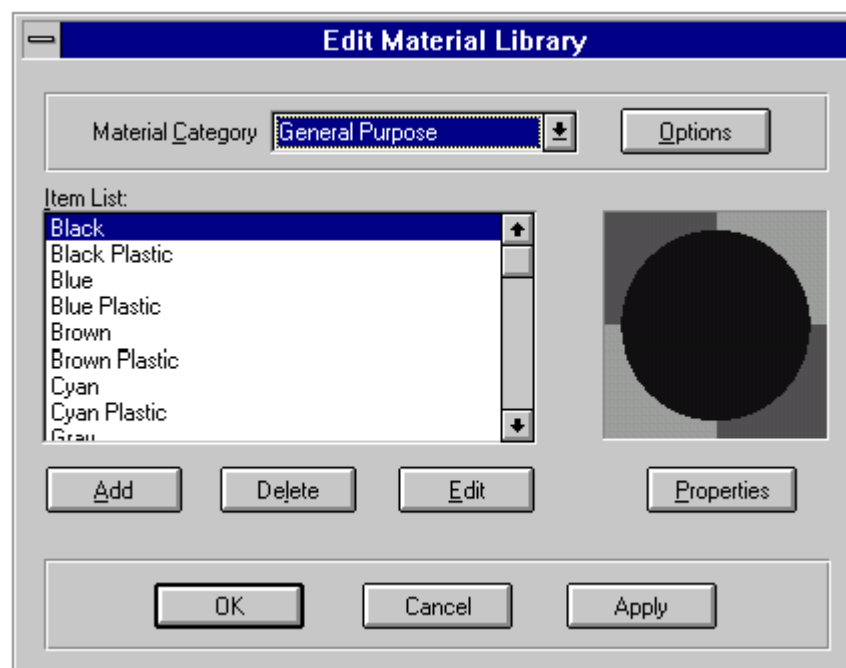 Edit Material Library
Material Category General Purpose Options
Item List:
Black
Black Plastic
Blue
Blue Plastic
Brown
Brown Plastic
Cyan
Cyan Plastic
Gray
Add Delete Edit Properties
OK Cancel Apply